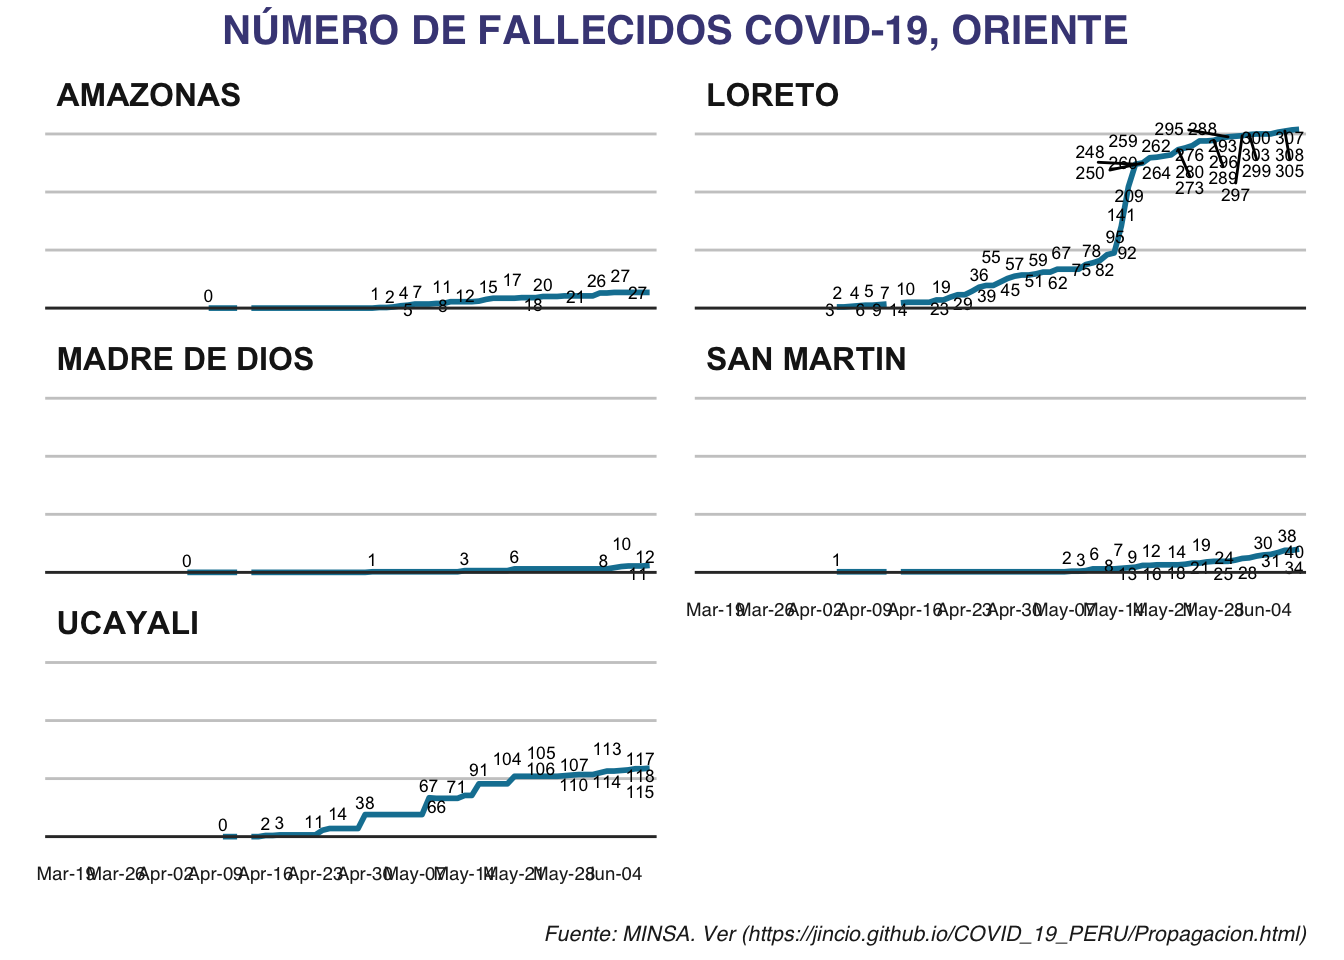 NÚMERO DE FALLECIDOS COVID-19, ORIENTE
AMAZONAS
0 1 2 4 5 7 11 8 12 15 17 18 20 21 26 27 27
LORETO
2 3 4 6 5 9 7 14 10 19 23 29 36 39 55 45 57 51 59 62 67 75 78 82 95 92 141 209 248 250 259 260 262 264 295 288 276 280 273 293 296 289 297 300 303 299 307 308 305
MADRE DE DIOS
0 1 3 6 8 10 11 12
SAN MARTIN
1 2 3 6 8 7 13 9 16 12 18 14 21 19 24 25 28 30 31 38 40 34
Mar-19 Mar-26 Apr-02 Apr-09 Apr-16 Apr-23 Apr-30 May-07 May-14 May-21 May-28 Jun-04
UCAYALI
0 2 3 11 14 38 67 66 71 91 104 105 106 107 110 113 114 117 118 115
Mar-19 Mar-26 Apr-02 Apr-09 Apr-16 Apr-23 Apr-30 May-07 May-14 May-21 May-28 Jun-04
Fuente: MINSA. Ver (https://jincio.github.io/COVID_19_PERU/Propagacion.html)